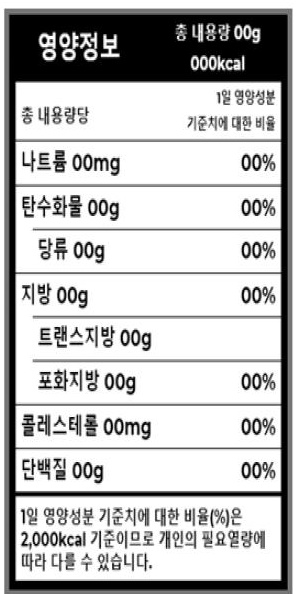 영양정보
총 내용량 00g
000kcal
총 내용량당
1일 영양성분
기준치에 대한 비율
나트륨 00mg 00%
탄수화물 00g 00%
당류 00g 00%
지방 00g 00%
트랜스지방 00g
포화지방 00g 00%
콜레스테롤 00mg 00%
단백질 00g 00%
1일 영양성분 기준치에 대한 비율(%)은
2,000kcal 기준이므로 개인의 필요열량에
따라 다를 수 있습니다.